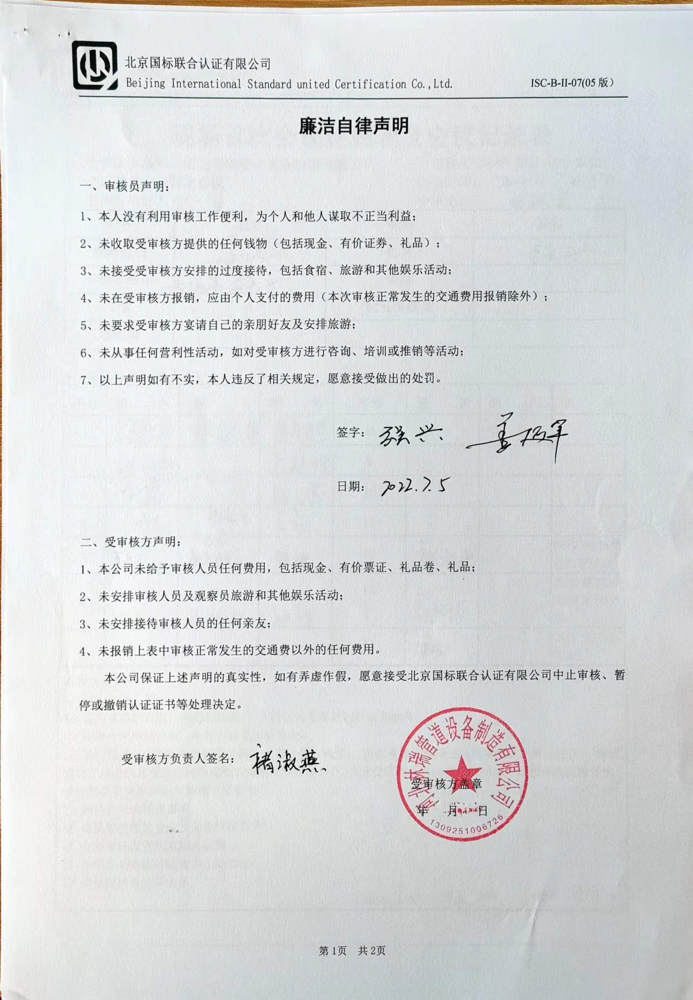 北京国标联合认证有限公司
Beijing International Standard united Certification Co.,Ltd.
ISC-B-II-07(05 版)
廉洁自律声明
一、审核员声明：
1、本人没有利用审核工作便利，为个人和他人谋取不正当利益；
2、未收取受审核方提供的任何钱物（包括现金、有价证券、礼品）；
3、未接受受审核方安排的过度接待，包括食宿、旅游和其他娱乐活动；
4、未在受审核方报销，应由个人支付的费用（本次审核正常发生的交通费用报销除外）；
5、未要求受审核方宴请自己的亲朋好友及安排旅游；
6、未从事任何营利性活动，如对受审核方进行咨询、培训或推销等活动；
7、以上声明如有不实，本人违反了相关规定，愿意接受做出的处罚。
签字：
日期： 2022.7.5
二、受审核方声明：
1、本公司未给予审核人员任何费用，包括现金、有价票证、礼品卷、礼品；
2、未安排审核人员及观察员旅游和其他娱乐活动；
3、未安排接待审核人员的任何亲友；
4、未报销上表中审核正常发生的交通费以外的任何费用。
本公司保证上述声明的真实性，如有弄虚作假，愿意接受北京国标联合认证有限公司中止审核、暂
停或撤销认证证书等处理决定。
受审核方负责人签名： 褚淑燕
河北林瑞管道设备制造有限公司
受审核方盖章
年 月 日
1309251006726
第 1页 共 2页